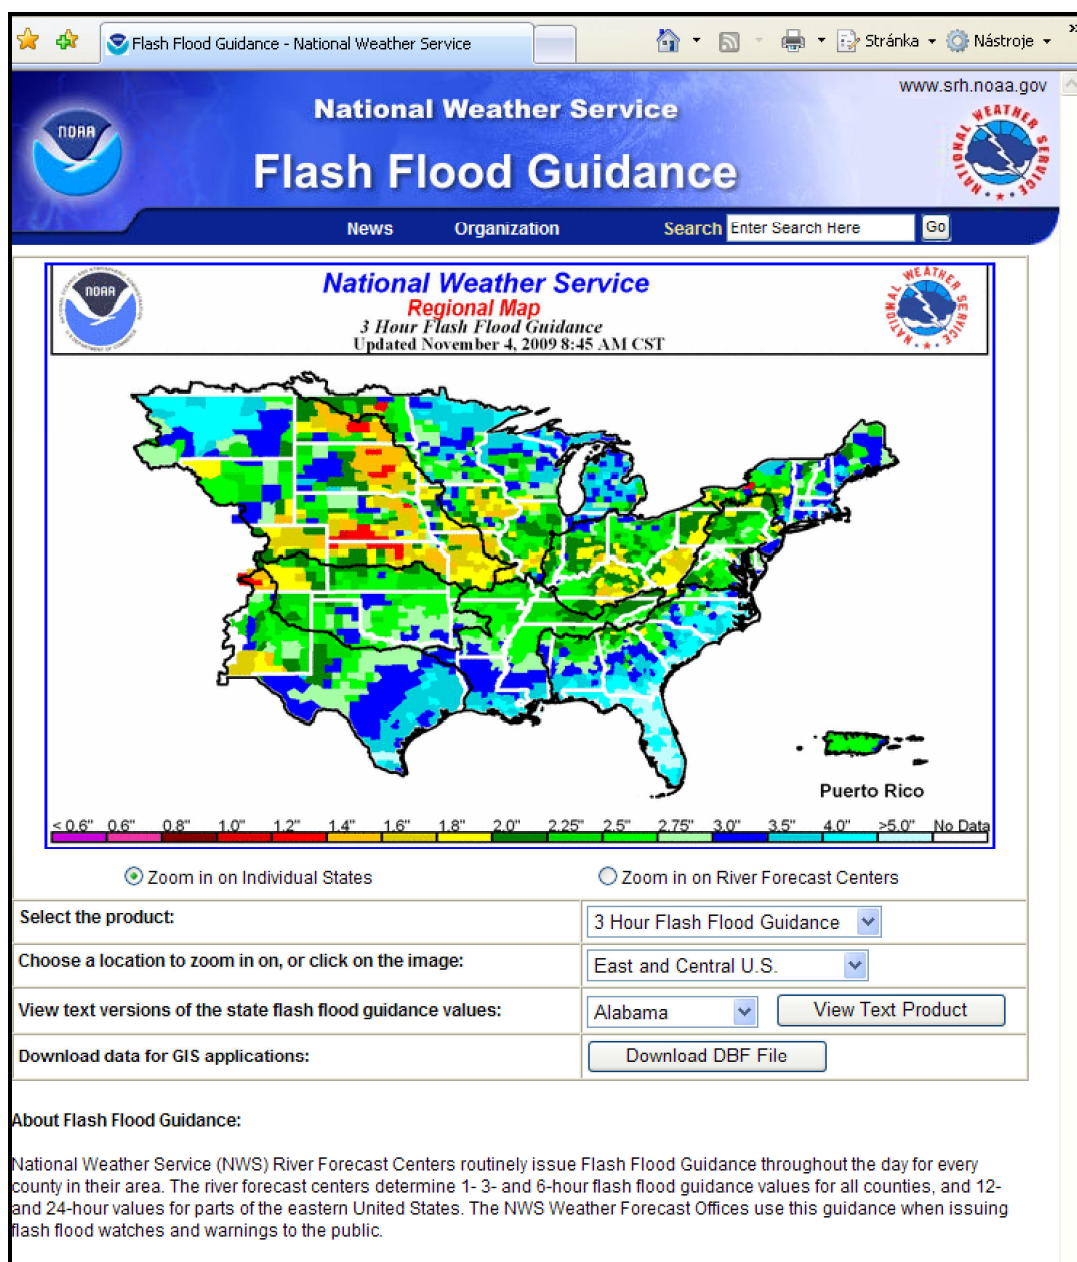 Flash Flood Guidance - National Weather Service
Stránka
Nástroje
»
www.srh.noaa.gov
NOAA
National Weather Service
Flash Flood Guidance
NATIONAL WEATHER SERVICE
News Organization Search Enter Search Here Go
NOAA
National Weather Service
Regional Map
3 Hour Flash Flood Guidance
Updated November 4, 2009 8:45 AM CST
NATIONAL WEATHER SERVICE
Puerto Rico
< 0.6" 0.6" 0.8" 1.0" 1.2" 1.4" 1.6" 1.8" 2.0" 2.25" 2.5" 2.75" 3.0" 3.5" 4.0" >5.0" No Data
Zoom in on Individual States Zoom in on River Forecast Centers
Select the product: 3 Hour Flash Flood Guidance
Choose a location to zoom in on, or click on the image: East and Central U.S.
View text versions of the state flash flood guidance values: Alabama View Text Product
Download data for GIS applications: Download DBF File
About Flash Flood Guidance:
National Weather Service (NWS) River Forecast Centers routinely issue Flash Flood Guidance throughout the day for every
county in their area. The river forecast centers determine 1- 3- and 6-hour flash flood guidance values for all counties, and 12-
and 24-hour values for parts of the eastern United States. The NWS Weather Forecast Offices use this guidance when issuing
flash flood watches and warnings to the public.